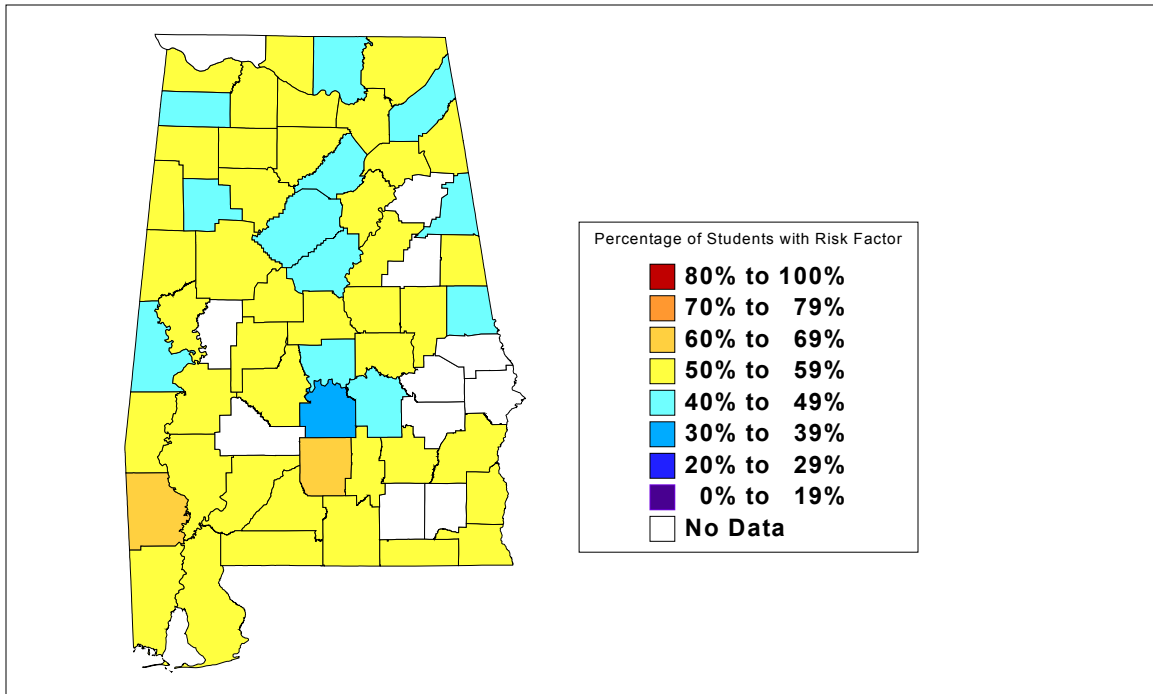 Percentage of Students with Risk Factor
80% to 100%
70% to 79%
60% to 69%
50% to 59%
40% to 49%
30% to 39%
20% to 29%
0% to 19%
No Data